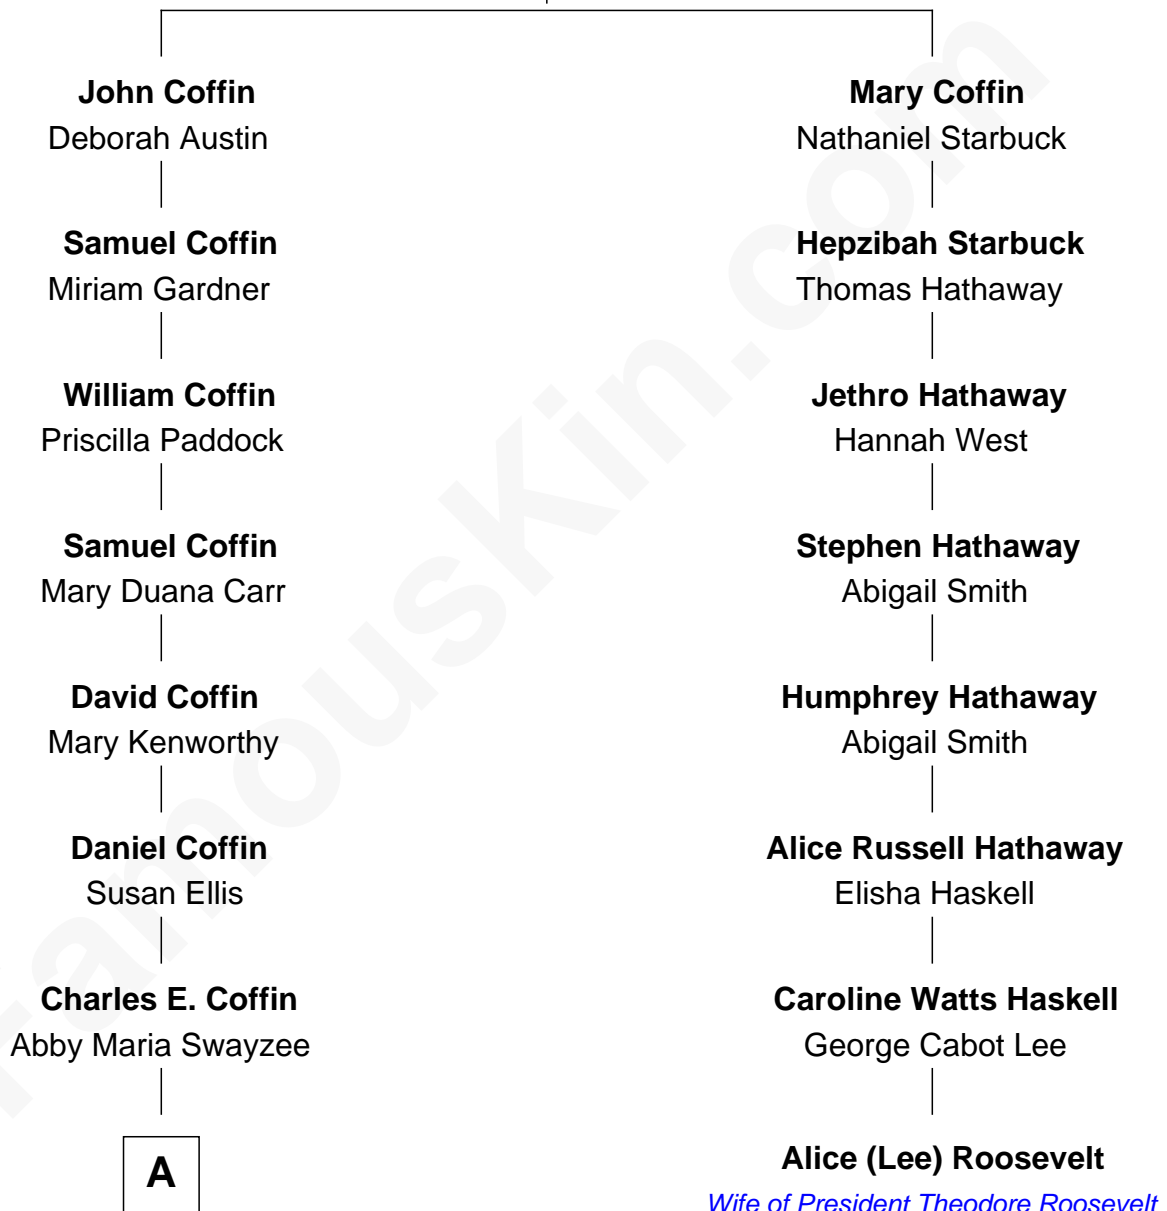 John Coffin
Deborah Austin
Mary Coffin
Nathaniel Starbuck
Samuel Coffin
Miriam Gardner
Hepzibah Starbuck
Thomas Hathaway
William Coffin
Priscilla Paddock
Jethro Hathaway
Hannah West
Samuel Coffin
Mary Duana Carr
Stephen Hathaway
Abigail Smith
David Coffin
Mary Kenworthy
Humphrey Hathaway
Abigail Smith
Daniel Coffin
Susan Ellis
Alice Russell Hathaway
Elisha Haskell
Charles E. Coffin
Abby Maria Swayzee
Caroline Watts Haskell
George Cabot Lee
A
Alice (Lee) Roosevelt
Wife of President Theodore Roosevelt
FamousKin.com